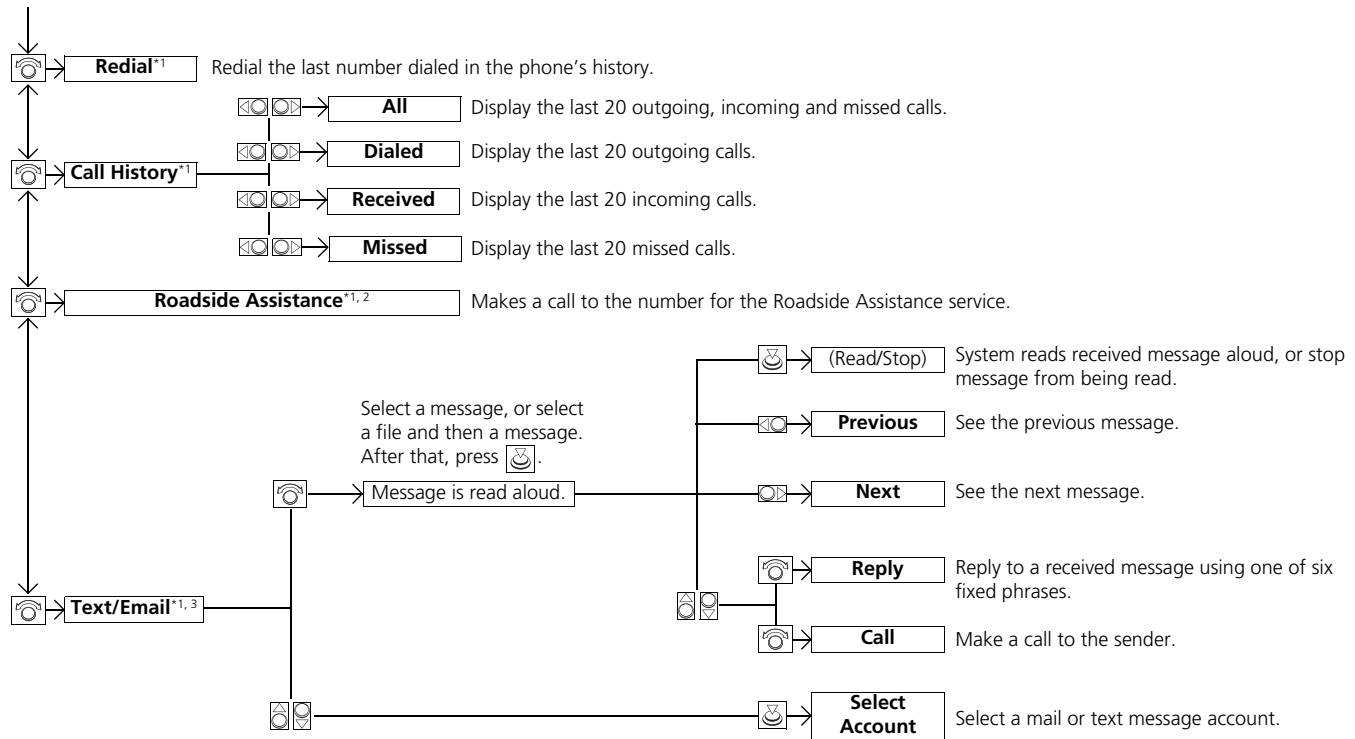 Redial*1 Redial the last number dialed in the phone's history.
All Display the last 20 outgoing, incoming and missed calls.
Dialed Display the last 20 outgoing calls.
Call History*1
Received Display the last 20 incoming calls.
Missed Display the last 20 missed calls.
Roadside Assistance*1, 2 Makes a call to the number for the Roadside Assistance service.
(Read/Stop) System reads received message aloud, or stop
message from being read.
Select a message, or select
a file and then a message.
After that, press .
Previous See the previous message.
Message is read aloud.
Next See the next message.
Reply Reply to a received message using one of six
fixed phrases.
Text/Email*1, 3
Call Make a call to the sender.
Select
Account
Select a mail or text message account.